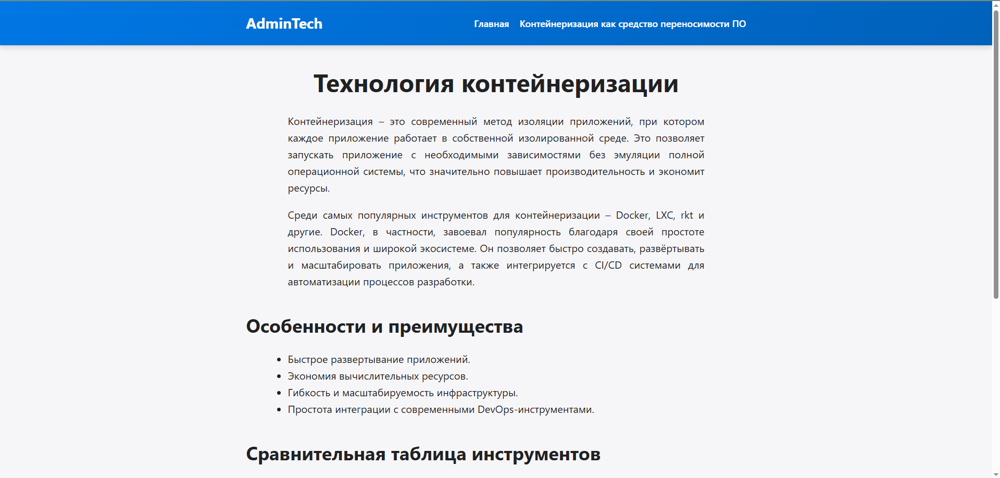 AdminTech
Главная Контейнеризация как средство переносимости ПО
Технология контейнеризации
Контейнеризация – это современный метод изоляции приложений, при котором
каждое приложение работает в собственной изолированной среде. Это позволяет
запускать приложение с необходимыми зависимостями без эмуляции полной
операционной системы, что значительно повышает производительность и экономит
ресурсы.
Среди самых популярных инструментов для контейнеризации – Docker, LXC, rkt и
другие. Docker, в частности, завоевал популярность благодаря своей простоте
использования и широкой экосистеме. Он позволяет быстро создавать, развёртывать
и масштабировать приложения, а также интегрируется с CI/CD системами для
автоматизации процессов разработки.
Особенности и преимущества
• Быстрое развертывание приложений.
• Экономия вычислительных ресурсов.
• Гибкость и масштабируемость инфраструктуры.
• Простота интеграции с современными DevOps-инструментами.
Сравнительная таблица инструментов